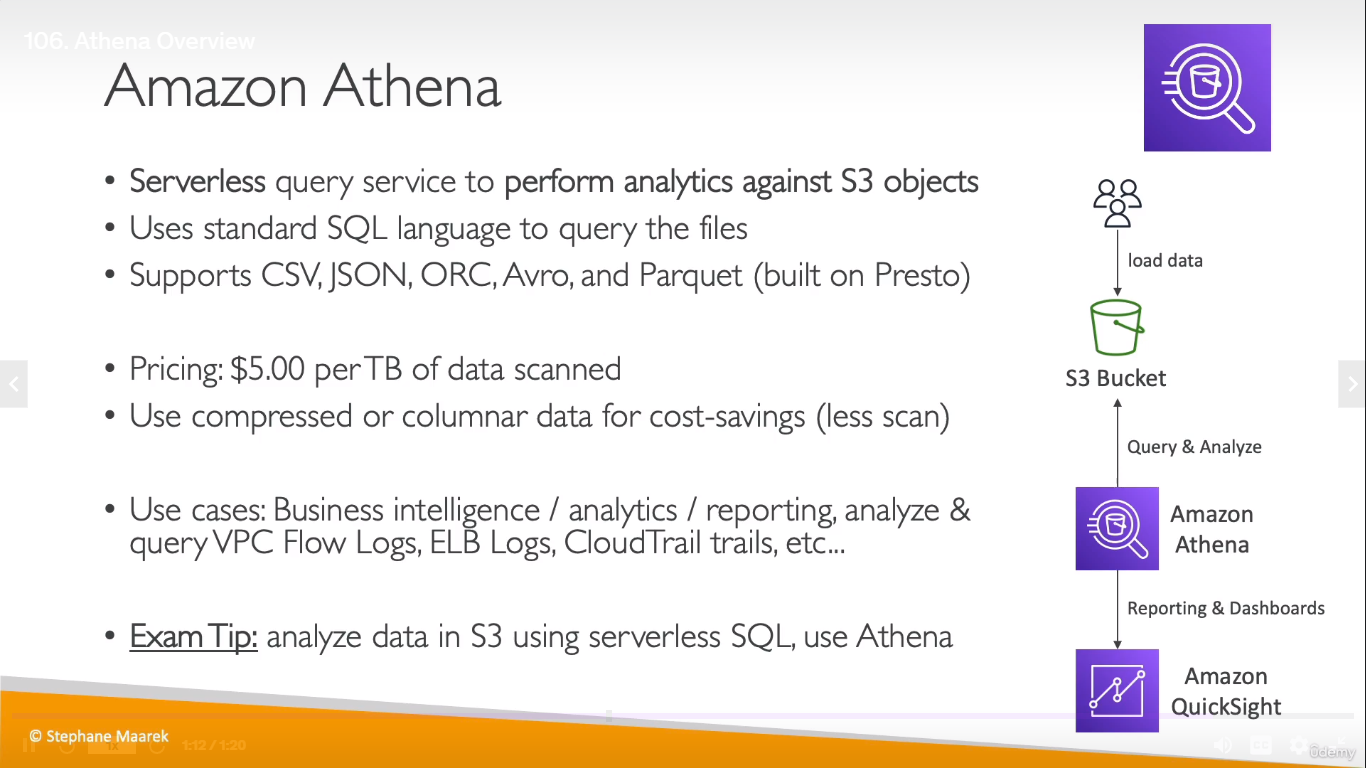 106. Athena Overview
Amazon Athena
• Serverless query service to perform analytics against S3 objects
• Uses standard SQL language to query the files
• Supports CSV, JSON, ORC, Avro, and Parquet (built on Presto)
• Pricing: $5.00 per TB of data scanned
• Use compressed or columnar data for cost-savings (less scan)
• Use cases: Business intelligence / analytics / reporting, analyze &
query VPC Flow Logs, ELB Logs, CloudTrail trails, etc...
• Exam Tip: analyze data in S3 using serverless SQL, use Athena
load data
S3 Bucket
Query & Analyze
Amazon
Athena
Reporting & Dashboards
Amazon
QuickSight
© Stephane Maarek
1x
1:12 / 1:20
CC
ûdemy